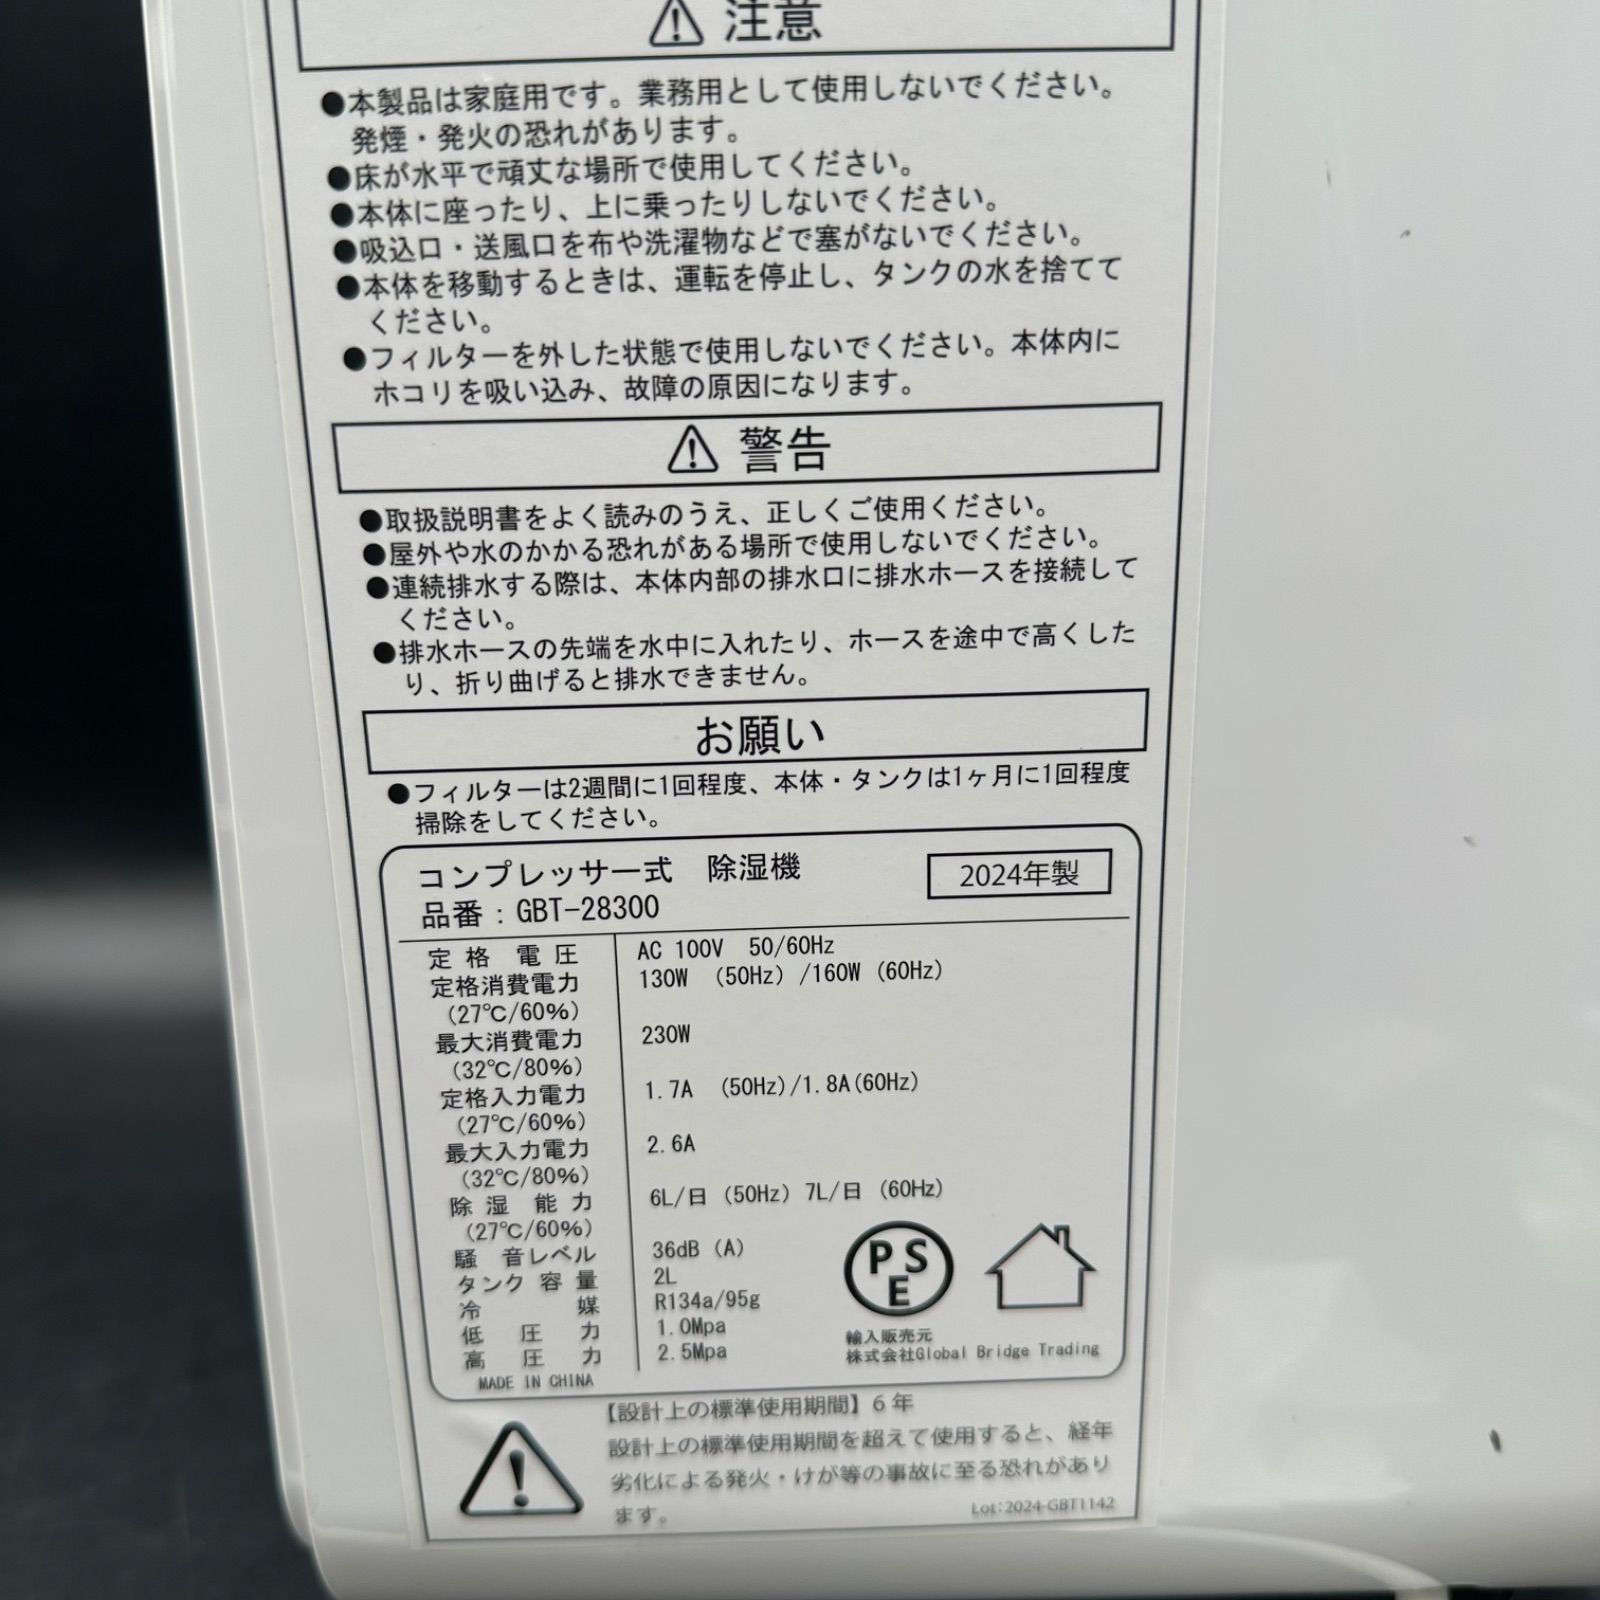 注意
●本製品は家庭用です。業務用として使用しないでください。
発煙・発火の恐れがあります。
●床が水平で頑丈な場所で使用してください。
●本体に座ったり、上に乗ったりしないでください。
●吸込口・送風口を布や洗濯物などで塞がないでください。
●本体を移動するときは、運転を停止し、タンクの水を捨てて
ください。
●フィルターを外した状態で使用しないでください。本体内に
ホコリを吸い込み、故障の原因になります。
警告
●取扱説明書をよく読みのうえ、正しくご使用ください。
●屋外や水のかかる恐れがある場所で使用しないでください。
●連続排水する際は、本体内部の排水口に排水ホースを接続して
ください。
●排水ホースの先端を水中に入れたり、ホースを途中で高くした
り、折り曲げると排水できません。
お願い
●フィルターは2週間に1回程度、本体・タンクは1ヶ月に1回程度
掃除をしてください。
コンプレッサー式 除湿機 2024年製
品番：GBT-28300
定格電圧 AC 100V 50/60Hz
定格消費電力 130W (50Hz) /160W (60Hz)
(27℃/60%)
最大消費電力 230W
(32℃/80%)
定格入力電力 1.7A (50Hz)/1.8A(60Hz)
(27℃/60%)
最大入力電力 2.6A
(32℃/80%)
除湿能力 6L/日 (50Hz) 7L/日 (60Hz)
(27℃/60%)
騒音レベル 36dB (A)
タンク容量 2L
冷媒 R134a/95g
低圧力 1.0Mpa
高圧力 2.5Mpa
MADE IN CHINA
PSE
輸入販売元
株式会社Global Bridge Trading
【設計上の標準使用期間】6年
設計上の標準使用期間を超えて使用すると、経年
劣化による発火・けが等の事故に至る恐れがあり
ます。
Lot:2024-GBT1142